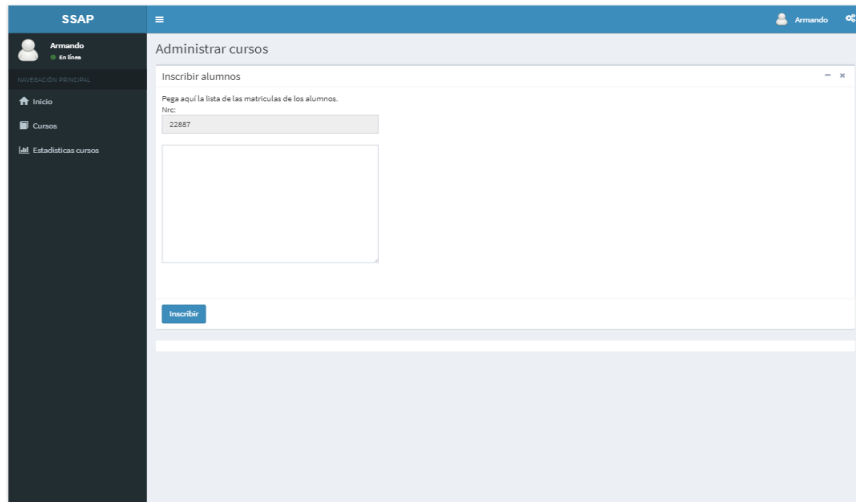 SSAP
Armando
Armando
En línea
Administrar cursos
NAVEGACIÓN PRINCIPAL
Inscribir alumnos
Inicio
Cursos
Estadísticas cursos
Pega aquí la lista de las matriculas de los alumnos.
Nrc:
22887
Inscribir